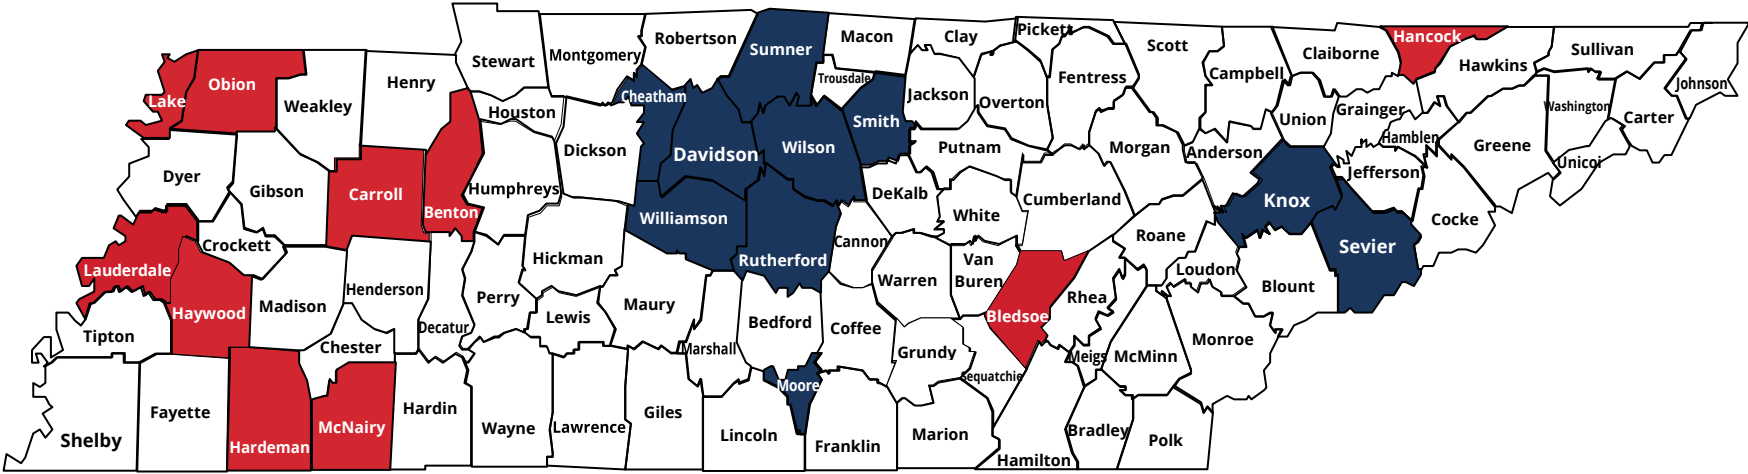 Lake
Obion
Weakley
Henry
Stewart
Montgomery
Robertson
Sumner
Macon
Clay
Pickett
Scott
Campbell
Claiborne
Hancock
Hawkins
Sullivan
Johnson
Carter
Washington
Unicoi
Greene
Hamblen
Grainger
Union
Anderson
Morgan
Fentress
Overton
Jackson
Trousdale
Smith
Wilson
Davidson
Cheatham
Dickson
Houston
Humphreys
Benton
Carroll
Gibson
Dyer
Lauderdale
Crockett
Haywood
Madison
Henderson
Decatur
Perry
Hickman
Williamson
Rutherford
Cannon
DeKalb
Putnam
White
Cumberland
Roane
Knox
Jefferson
Cocke
Sevier
Blount
Loudon
Monroe
McMinn
Meigs
Rhea
Bledsoe
Van
Buren
Warren
Coffee
Bedford
Marshall
Maury
Lewis
Chester
Tipton
Shelby
Fayette
Hardeman
McNairy
Hardin
Wayne
Lawrence
Giles
Lincoln
Moore
Franklin
Grundy
Marion
Sequatchie
Hamilton
Bradley
Polk